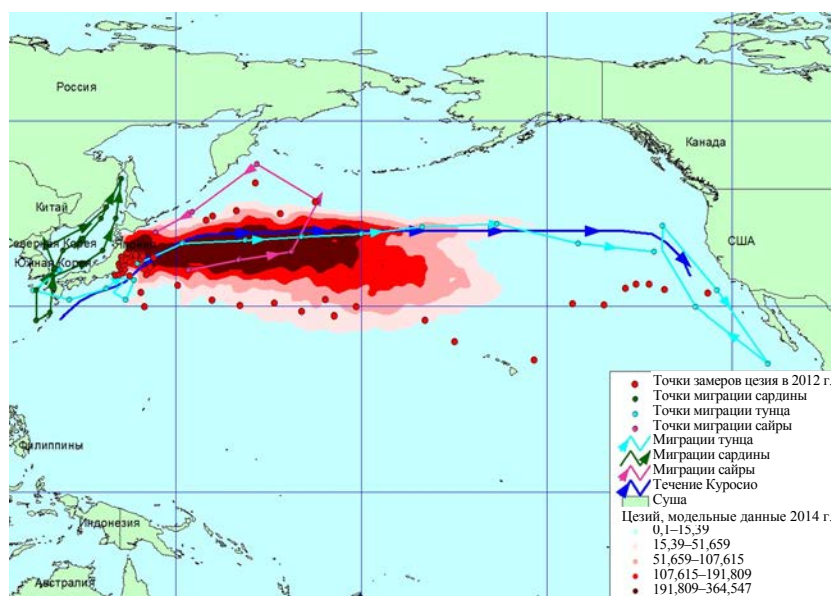 Россия
Канада
Китай
Северная Корея
Япония
США
Южная Корея
Филиппины
Индонезия
Австралия
Точки замеров цезия в 2012 г.
Точки миграции сардины
Точки миграции тунца
Точки миграции сайры
Миграции тунца
Миграции сардины
Миграции сайры
Течение Куросио
Суша
Цезий, модельные данные 2014 г.
0,1–15,39
15,39–51,659
51,659–107,615
107,615–191,809
191,809–364,547